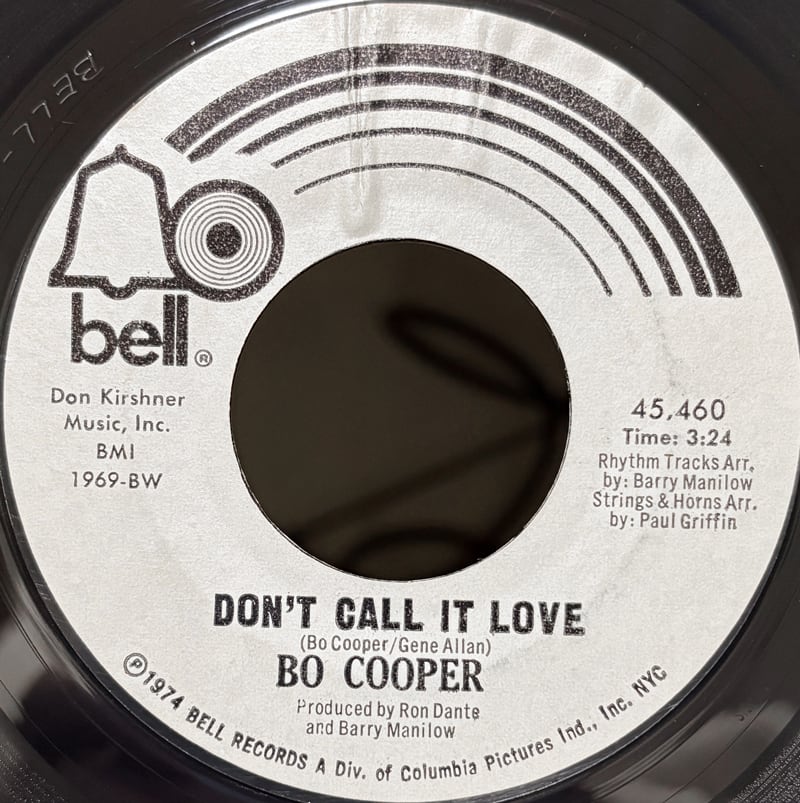 BELL-
bell®
Don Kirshner
Music, Inc.
BMI
1969-BW
45,460
Time: 3:24
Rhythm Tracks Arr.
by: Barry Manilow
Strings & Horns Arr.
by: Paul Griffin
DON'T CALL IT LOVE
(Bo Cooper/Gene Allan)
BO COOPER
Produced by Ron Dante
and Barry Manilow
℗1974 BELL RECORDS A Div. of Columbia Pictures Ind., Inc. NYC